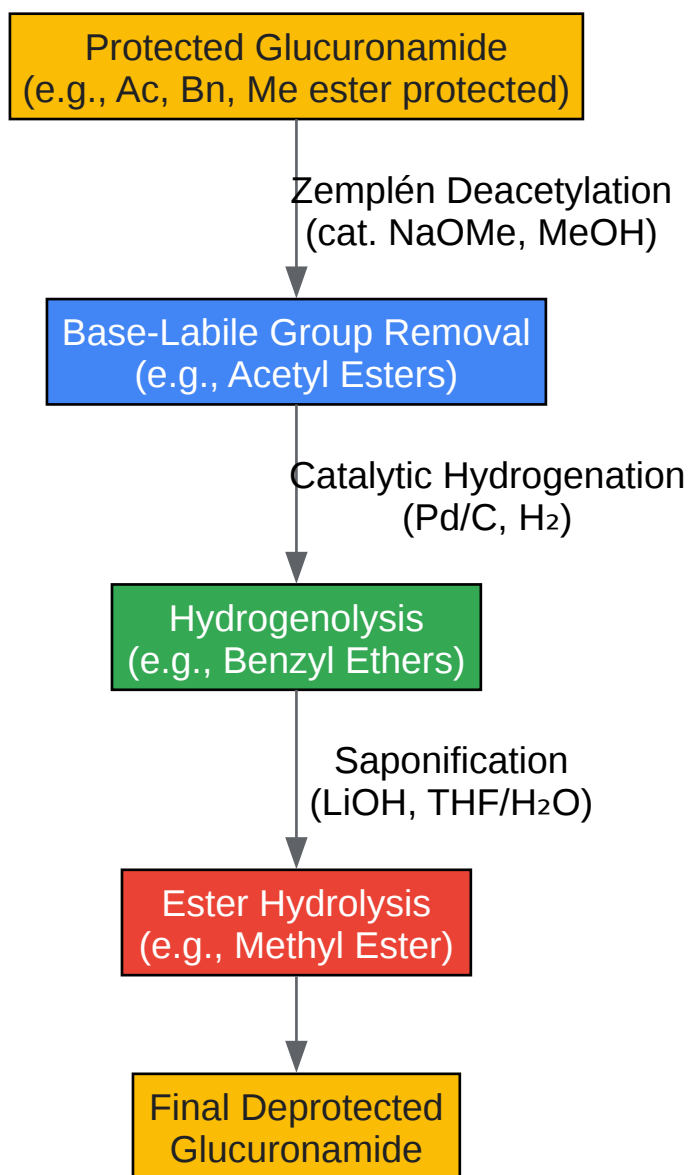 Protected Glucuronamide
(e.g., Ac, Bn, Me ester protected)
Zemplén Deacetylation
(cat. NaOMe, MeOH)
Base-Labile Group Removal
(e.g., Acetyl Esters)
Catalytic Hydrogenation
(Pd/C, H₂)
Hydrogenolysis
(e.g., Benzyl Ethers)
Saponification
(LiOH, THF/H₂O)
Ester Hydrolysis
(e.g., Methyl Ester)
Final Deprotected
Glucuronamide